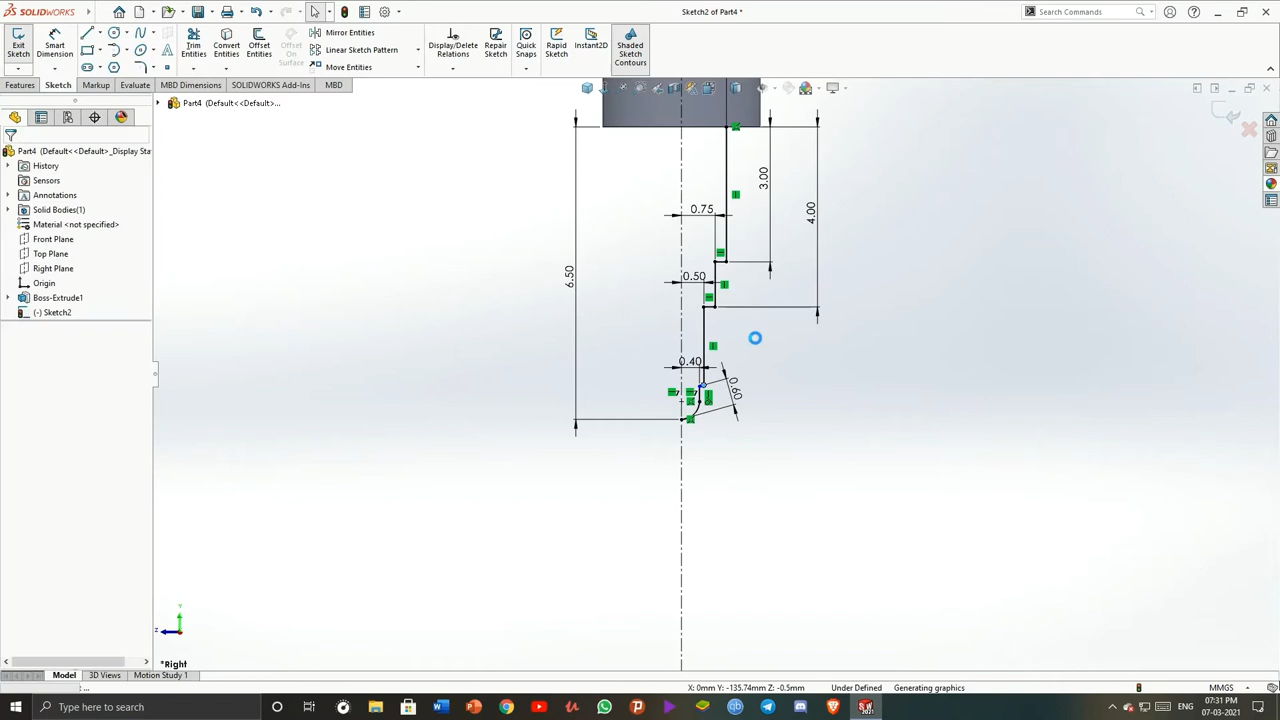 SOLIDWORKS
Sketch2 of Part4 *
Search Commands
Exit Sketch
Smart Dimension
Trim Entities
Convert Entities
Offset Entities
Offset On Surface
Mirror Entities
Linear Sketch Pattern
Move Entities
Display/Delete Relations
Repair Sketch
Quick Snaps
Rapid Sketch
Instant2D
Shaded Sketch Contours
Features
Sketch
Markup
Evaluate
MBD Dimensions
SOLIDWORKS Add-Ins
MBD
Part4 (Default<<Default>...
Part4 (Default<<Default>_Display Sta
History
Sensors
Annotations
Solid Bodies(1)
Material <not specified>
Front Plane
Top Plane
Right Plane
Origin
Boss-Extrude1
(-) Sketch2
3.00
4.00
0.75
0.50
6.50
0.40
0.60
Y
Z
*Right
Model
3D Views
Motion Study 1
...
X: 0mm Y: -135.74mm Z: -0.5mm
Under Defined
Generating graphics
MMGS
Type here to search
ENG
07:31 PM
07-03-2021